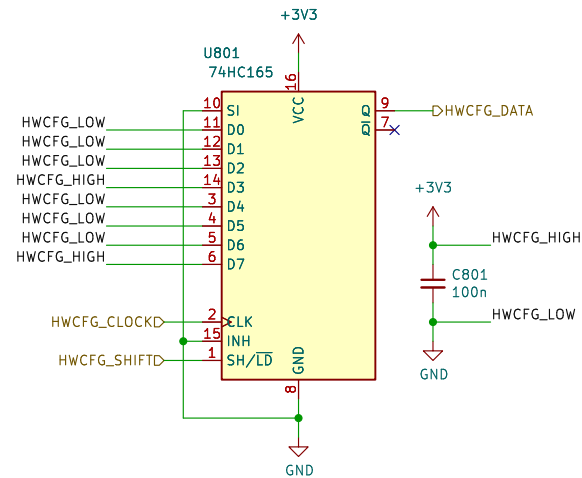 +3V3
U801
74HC165
16
VCC
10 SI
Q 9 HWCFG_DATA
HWCFG_LOW 11 D0
Q 7
HWCFG_LOW 12 D1
HWCFG_LOW 13 D2
HWCFG_HIGH 14 D3
+3V3
HWCFG_LOW 3 D4
HWCFG_LOW 4 D5
HWCFG_LOW 5 D6
HWCFG_HIGH
HWCFG_HIGH 6 D7
C801
100n
HWCFG_CLOCK 2 CLK
HWCFG_LOW
15 INH
HWCFG_SHIFT 1 SH/LD
GND
GND
8
GND